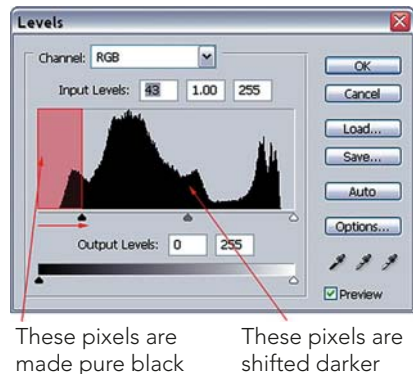 Levels
Channel: RGB
OK
Input Levels: 43 1.00 255
Cancel
Load...
Save...
Auto
Options...
Output Levels: 0 255
Preview
These pixels are
made pure black
These pixels are
shifted darker